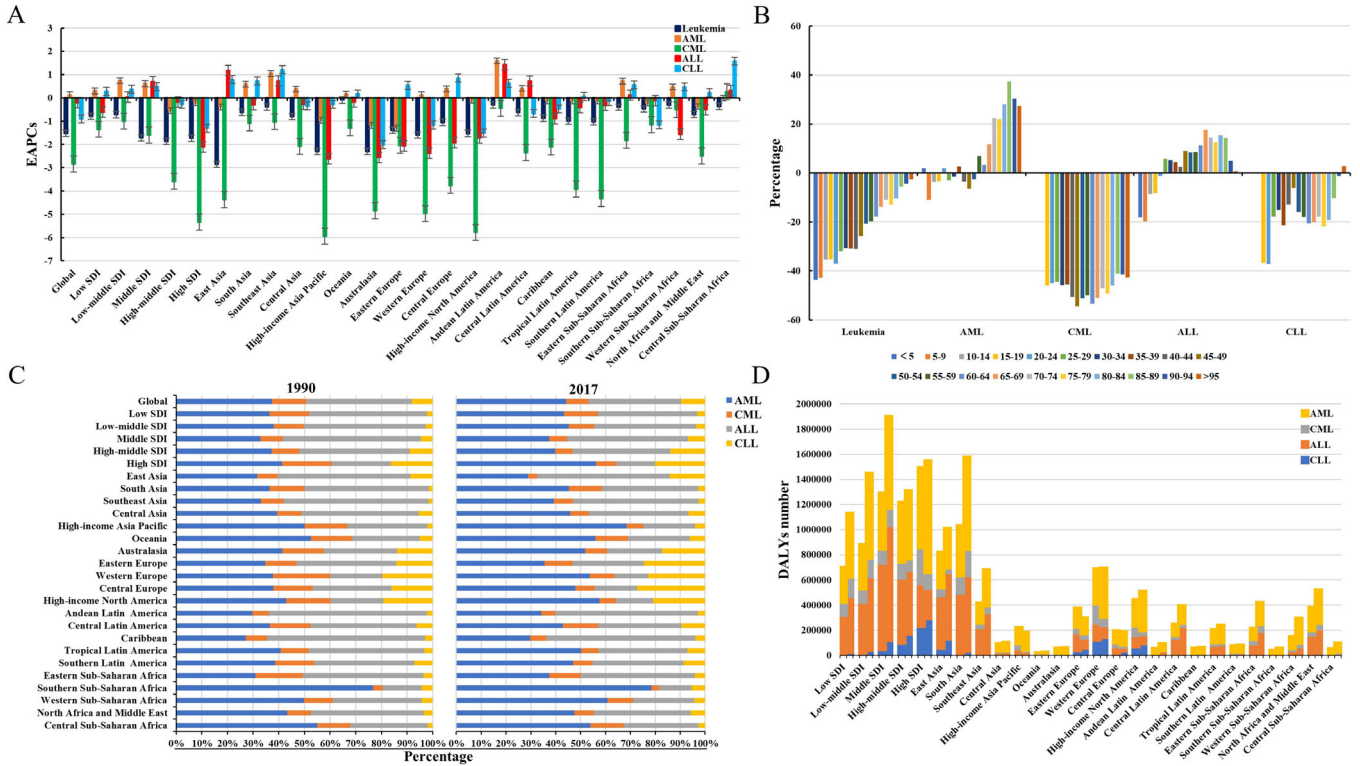 A
3
2
1
0
-1
-2
-3
-4
-5
-6
-7
EAPCs
Leukemia
AML
CML
ALL
CLL
Global
Low SDI
Low-middle SDI
Middle SDI
High-middle SDI
High SDI
East Asia
South Asia
Southeast Asia
Central Asia
High-income Asia Pacific
Oceania
Australasia
Eastern Europe
Western Europe
Central Europe
High-income North America
Andean Latin America
Central Latin America
Caribbean
Tropical Latin America
Southern Latin America
Eastern Sub-Saharan Africa
Southern Sub-Saharan Africa
Western Sub-Saharan Africa
North Africa and Middle East
Central Sub-Saharan Africa
B
60
40
20
0
-20
-40
-60
Percentage
Leukemia AML CML ALL CLL
< 5 5-9 10-14 15-19 20-24 25-29 30-34 35-39 40-44 45-49
50-54 55-59 60-64 65-69 70-74 75-79 80-84 85-89 90-94 >95
C
1990 2017
AML
CML
ALL
CLL
Global
Low SDI
Low-middle SDI
Middle SDI
High-middle SDI
High SDI
East Asia
South Asia
Southeast Asia
Central Asia
High-income Asia Pacific
Oceania
Australasia
Eastern Europe
Western Europe
Central Europe
High-income North America
Andean Latin America
Central Latin America
Caribbean
Tropical Latin America
Southern Latin America
Eastern Sub-Saharan Africa
Southern Sub-Saharan Africa
Western Sub-Saharan Africa
North Africa and Middle East
Central Sub-Saharan Africa
0% 10% 20% 30% 40% 50% 60% 70% 80% 90% 100% 0% 10% 20% 30% 40% 50% 60% 70% 80% 90% 100%
Percentage
D
2000000
1800000
1600000
1400000
1200000
1000000
800000
600000
400000
200000
0
DALYs number
AML
CML
ALL
CLL
Low SDI
Low-middle SDI
Middle SDI
High-middle SDI
High SDI
East Asia
South Asia
Southeast Asia
Central Asia
High-income Asia Pacific
Oceania
Australasia
Eastern Europe
Western Europe
Central Europe
High-income North America
Andean Latin America
Central Latin America
Caribbean
Tropical Latin America
Southern Latin America
Eastern Sub-Saharan Africa
Southern Sub-Saharan Africa
Western Sub-Saharan Africa
North Africa and Middle East
Central Sub-Saharan Africa